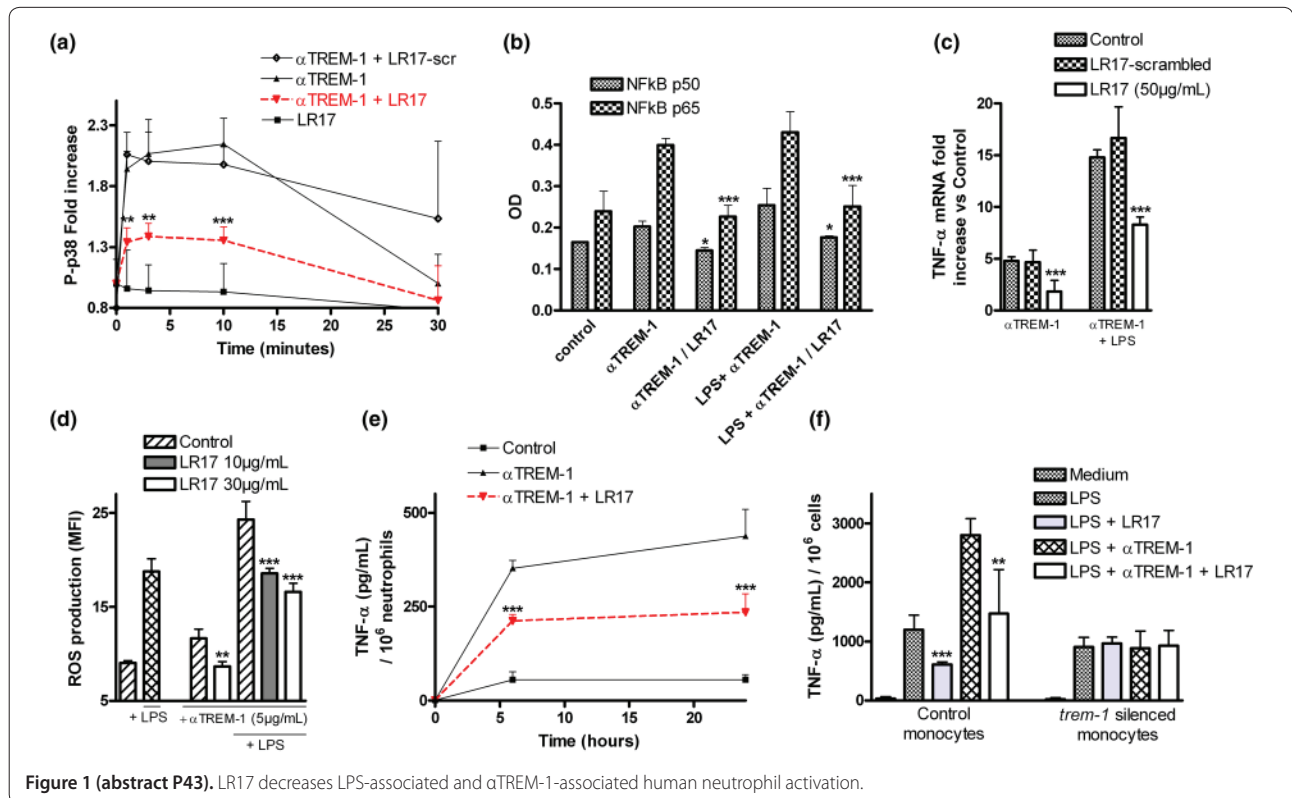 (a)
αTREM-1 + LR17-scr
αTREM-1
αTREM-1 + LR17
LR17
P-p38 Fold increase
2.3
1.8
1.3
0.8
** ** ***
0 5 10 15 20 25 30
Time (minutes)
(b)
NFkB p50
NFkB p65
OD
0.6
0.4
0.2
0.0
* *** * ***
control
αTREM-1
αTREM-1 / LR17
LPS+ αTREM-1
LPS + αTREM-1 / LR17
(c)
Control
LR17-scrambled
LR17 (50µg/mL)
TNF-α mRNA fold
increase vs Control
20
15
10
5
0
*** ***
αTREM-1
αTREM-1
+ LPS
(d)
Control
LR17 10µg/mL
LR17 30µg/mL
ROS production (MFI)
25
15
5
** *** ***
+ LPS
+ αTREM-1 (5µg/mL)
+ LPS
(e)
Control
αTREM-1
αTREM-1 + LR17
TNF-α (pg/mL)
/ 10⁶ neutrophils
500
250
0
*** ***
0 5 10 15 20
Time (hours)
(f)
Medium
LPS
LPS + LR17
LPS + αTREM-1
LPS + αTREM-1 + LR17
TNF-α (pg/mL) / 10⁶ cells
3000
2000
1000
0
*** **
Control
monocytes
trem-1 silenced
monocytes
Figure 1 (abstract P43). LR17 decreases LPS-associated and αTREM-1-associated human neutrophil activation.